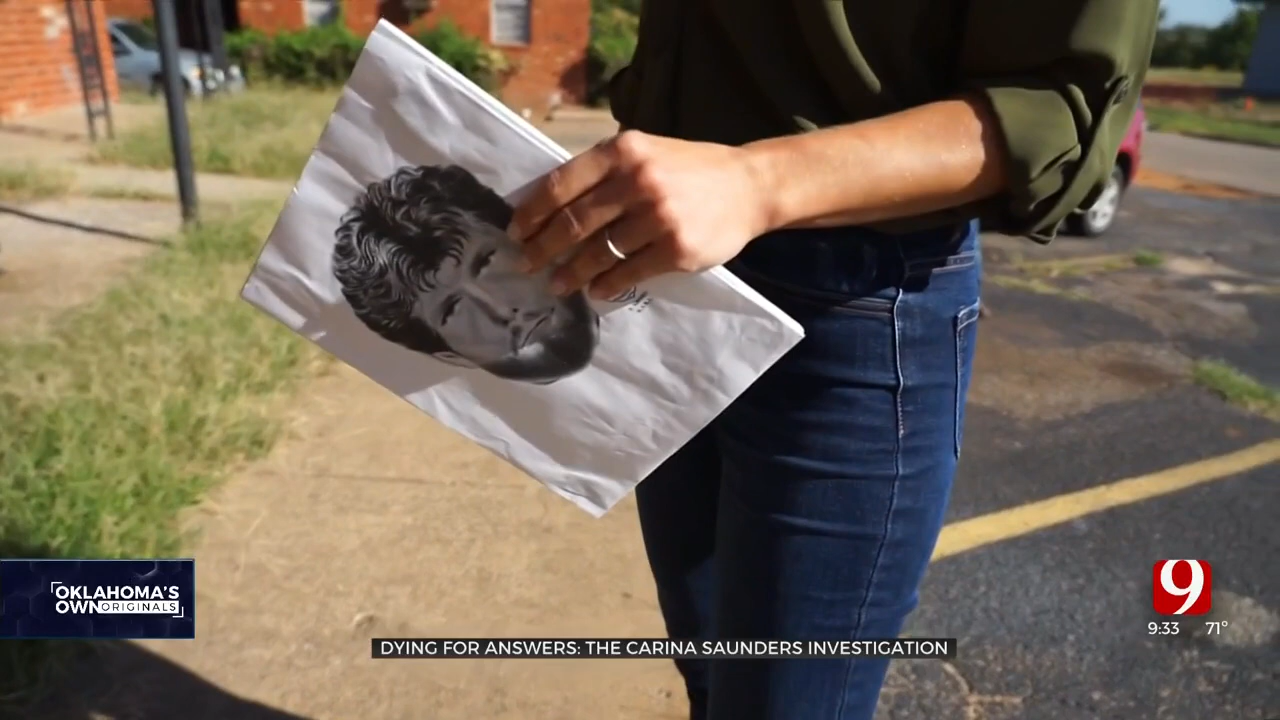 OKLAHOMA'S
OWN ORIGINALS
DYING FOR ANSWERS: THE CARINA SAUNDERS INVESTIGATION
9
9:33 71°